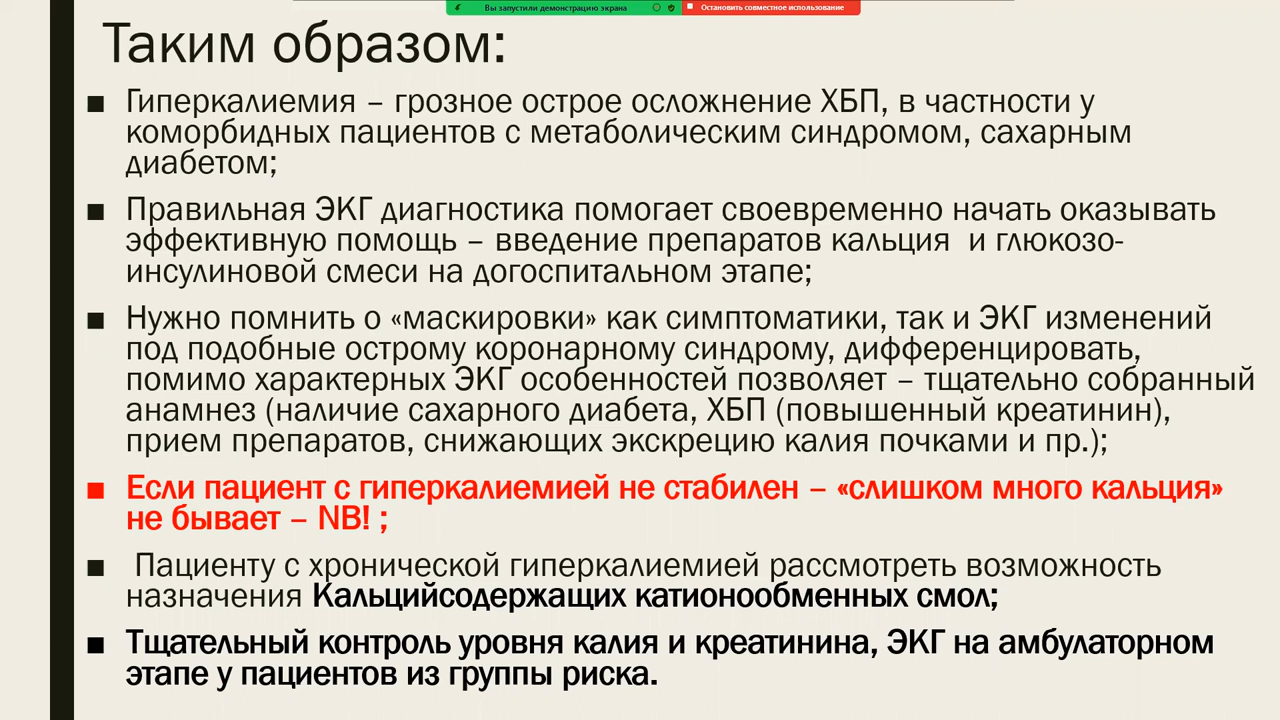 Вы запустили демонстрацию экрана
Остановить совместное использование
Таким образом:
■ Гиперкалиемия – грозное острое осложнение ХБП, в частности у
коморбидных пациентов с метаболическим синдромом, сахарным
диабетом;
■ Правильная ЭКГ диагностика помогает своевременно начать оказывать
эффективную помощь – введение препаратов кальция и глюкозо-
инсулиновой смеси на догоспитальном этапе;
■ Нужно помнить о «маскировки» как симптоматики, так и ЭКГ изменений
под подобные острому коронарному синдрому, дифференцировать,
помимо характерных ЭКГ особенностей позволяет – тщательно собранный
анамнез (наличие сахарного диабета, ХБП (повышенный креатинин),
прием препаратов, снижающих экскрецию калия почками и пр.);
■ Если пациент с гиперкалиемией не стабилен – «слишком много кальция»
не бывает – NB! ;
■ Пациенту с хронической гиперкалиемией рассмотреть возможность
назначения Кальцийсодержащих катионообменных смол;
■ Тщательный контроль уровня калия и креатинина, ЭКГ на амбулаторном
этапе у пациентов из группы риска.